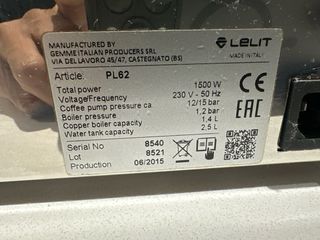 MANUFACTURED BY
GEMME ITALIAN PRODUCERS SRL
VIA DEL LAVORO 45/47, CASTEGNATO (BS)
LELIT
MADE IN ITALY
Article: PL62
Total power 1500 W
Voltage/Frequency 230 V - 50 Hz
Coffee pump pressure ca. 12/15 bar
Boiler pressure 1,2 bar
Copper boiler capacity 1,4 L
Water tank capacity 2,5 L
CE
EAC
Serial No 8540
Lot 8521
Production 06/2015